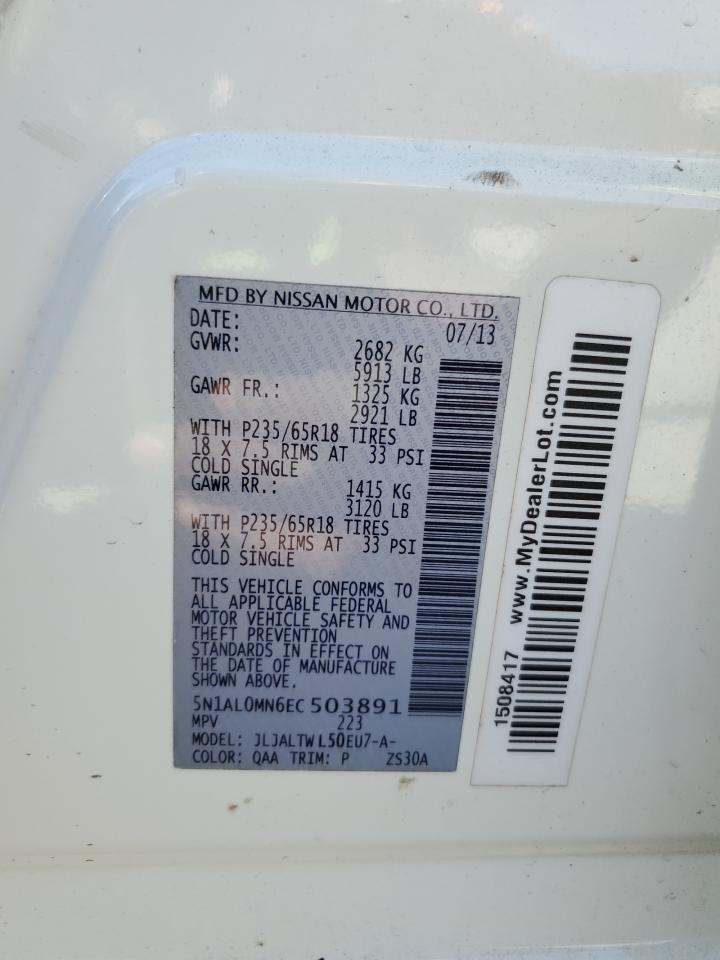 MFD BY NISSAN MOTOR CO., LTD.
DATE: 07/13
GVWR: 2682 KG
5913 LB
GAWR FR.: 1325 KG
2921 LB
WITH P235/65R18 TIRES
18 X 7.5 RIMS AT 33 PSI
COLD SINGLE
GAWR RR.: 1415 KG
3120 LB
WITH P235/65R18 TIRES
18 X 7.5 RIMS AT 33 PSI
COLD SINGLE
THIS VEHICLE CONFORMS TO
ALL APPLICABLE FEDERAL
MOTOR VEHICLE SAFETY AND
THEFT PREVENTION
STANDARDS IN EFFECT ON
THE DATE OF MANUFACTURE
SHOWN ABOVE.
5N1AL0MN6EC 503891
MPV 223
MODEL: JLJALTWL50EU7-A-
COLOR: QAA TRIM: P ZS30A
1508417 www.MyDealerLot.com